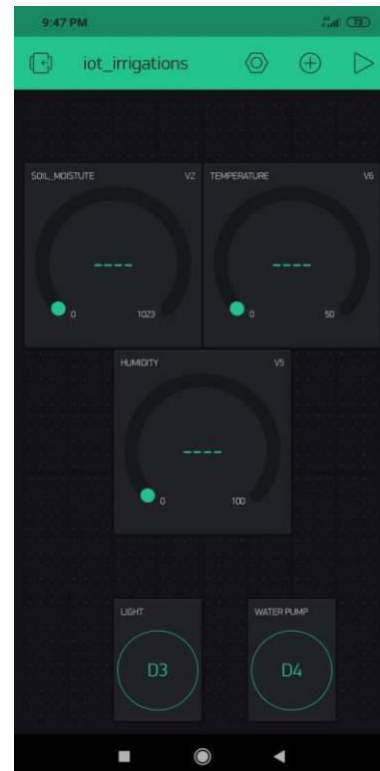 9:47 PM
73
iot_irrigations
SOIL_MOISTUTE V2
TEMPERATURE V6
----
----
0 1023
0 50
HUMIDITY V5
----
0 100
LIGHT
WATER PUMP
D3
D4